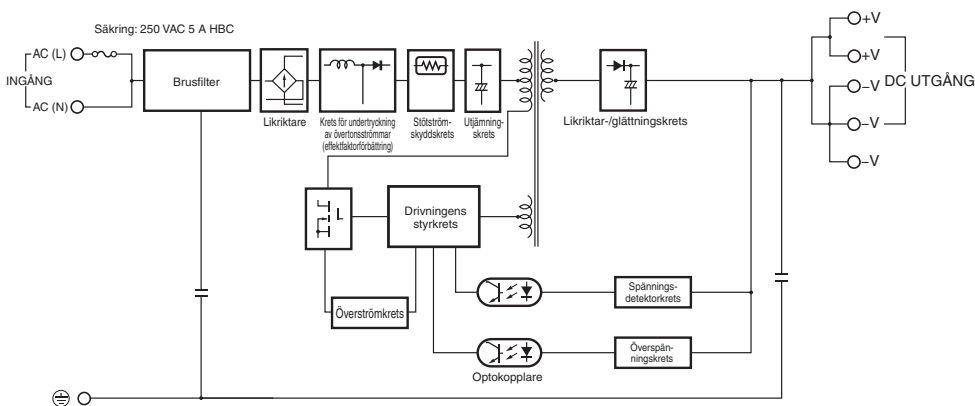 Säkring: 250 VAC 5 A HBC
AC (L)
INGÅNG
AC (N)
Brusfilter
Likriktare
Krets för undertryckning
av övertonsströmmar
(effektfaktorförbättring)
Stötström-
skyddskrets
Utjämning-
skrets
Likriktar-/glättningskrets
+V
+V
–V
DC UTGÅNG
–V
–V
Drivningens
styrkrets
Överströmkrets
Spännings-
detektorkrets
Överspän-
ningskrets
Optokopplare